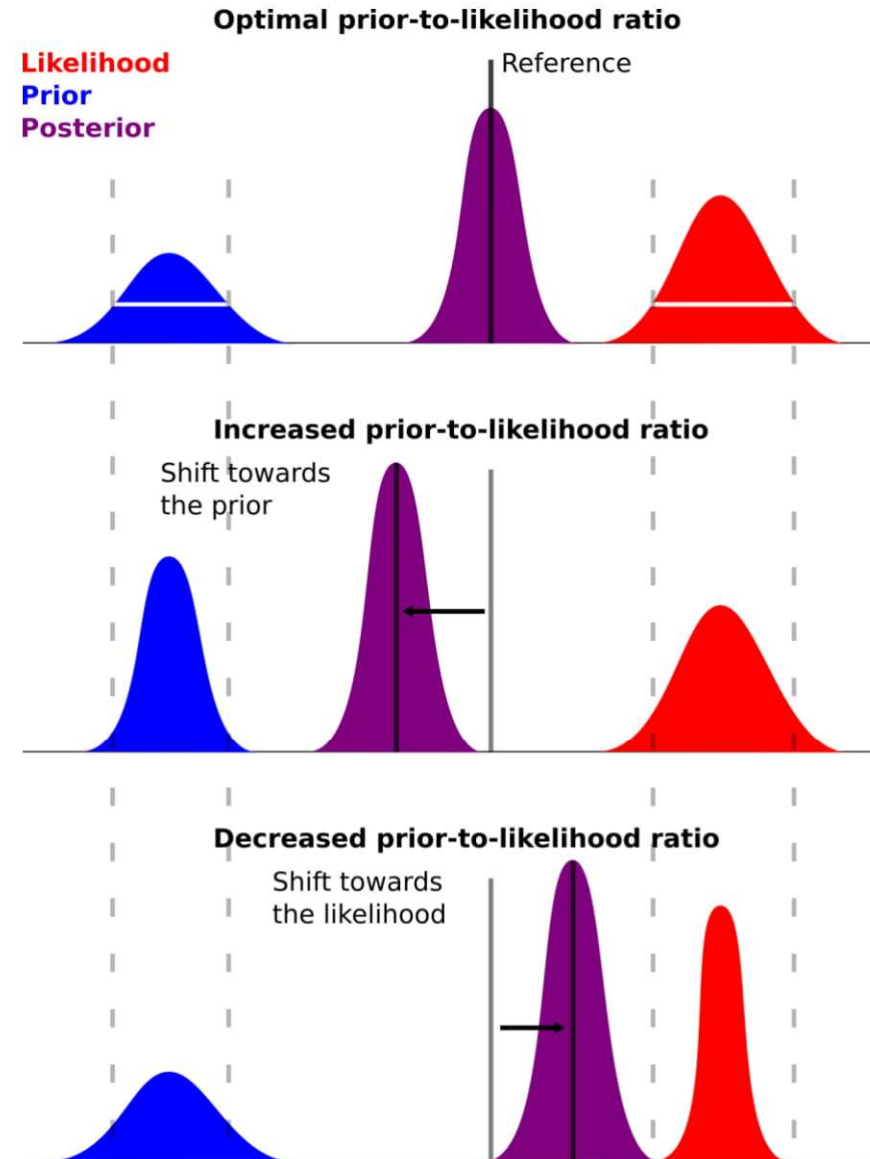 Optimal prior-to-likelihood ratio
Likelihood
Prior
Posterior
Reference
Increased prior-to-likelihood ratio
Shift towards
the prior
Decreased prior-to-likelihood ratio
Shift towards
the likelihood